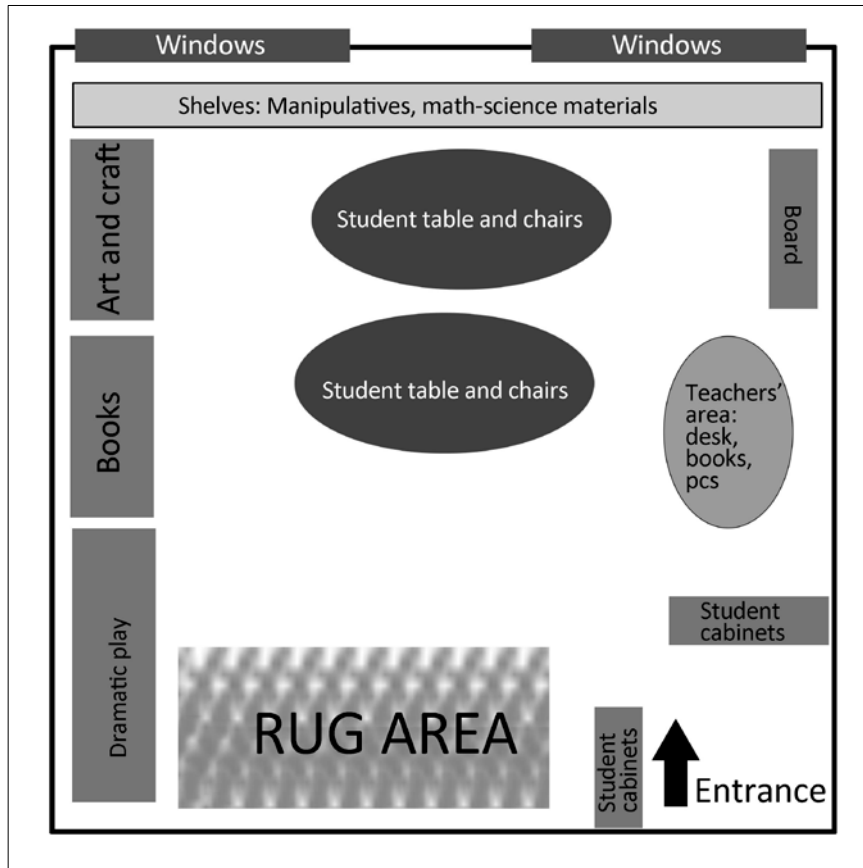 Windows
Windows
Shelves: Manipulatives, math-science materials
Art and craft
Student table and chairs
Board
Books
Student table and chairs
Teachers’
area:
desk,
books,
pcs
Dramatic play
Student
cabinets
RUG AREA
Student
cabinets
Entrance